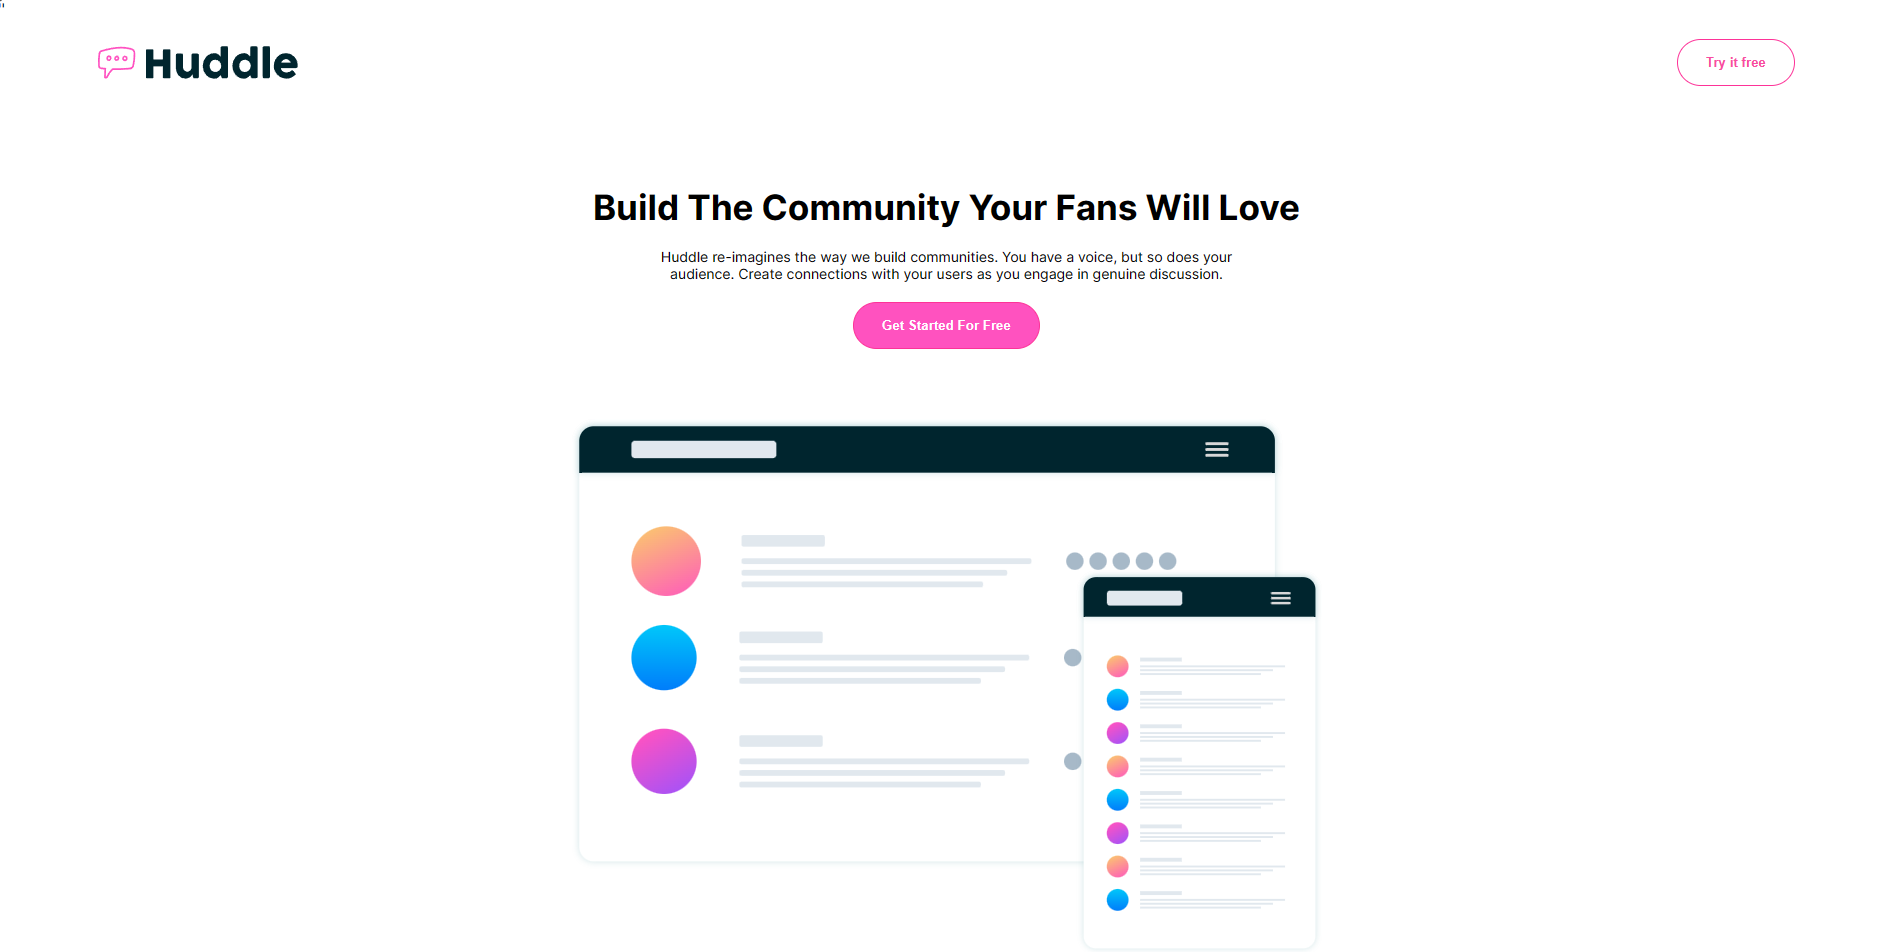 Huddle
Try it free
Build The Community Your Fans Will Love
Huddle re-imagines the way we build communities. You have a voice, but so does your
audience. Create connections with your users as you engage in genuine discussion.
Get Started For Free